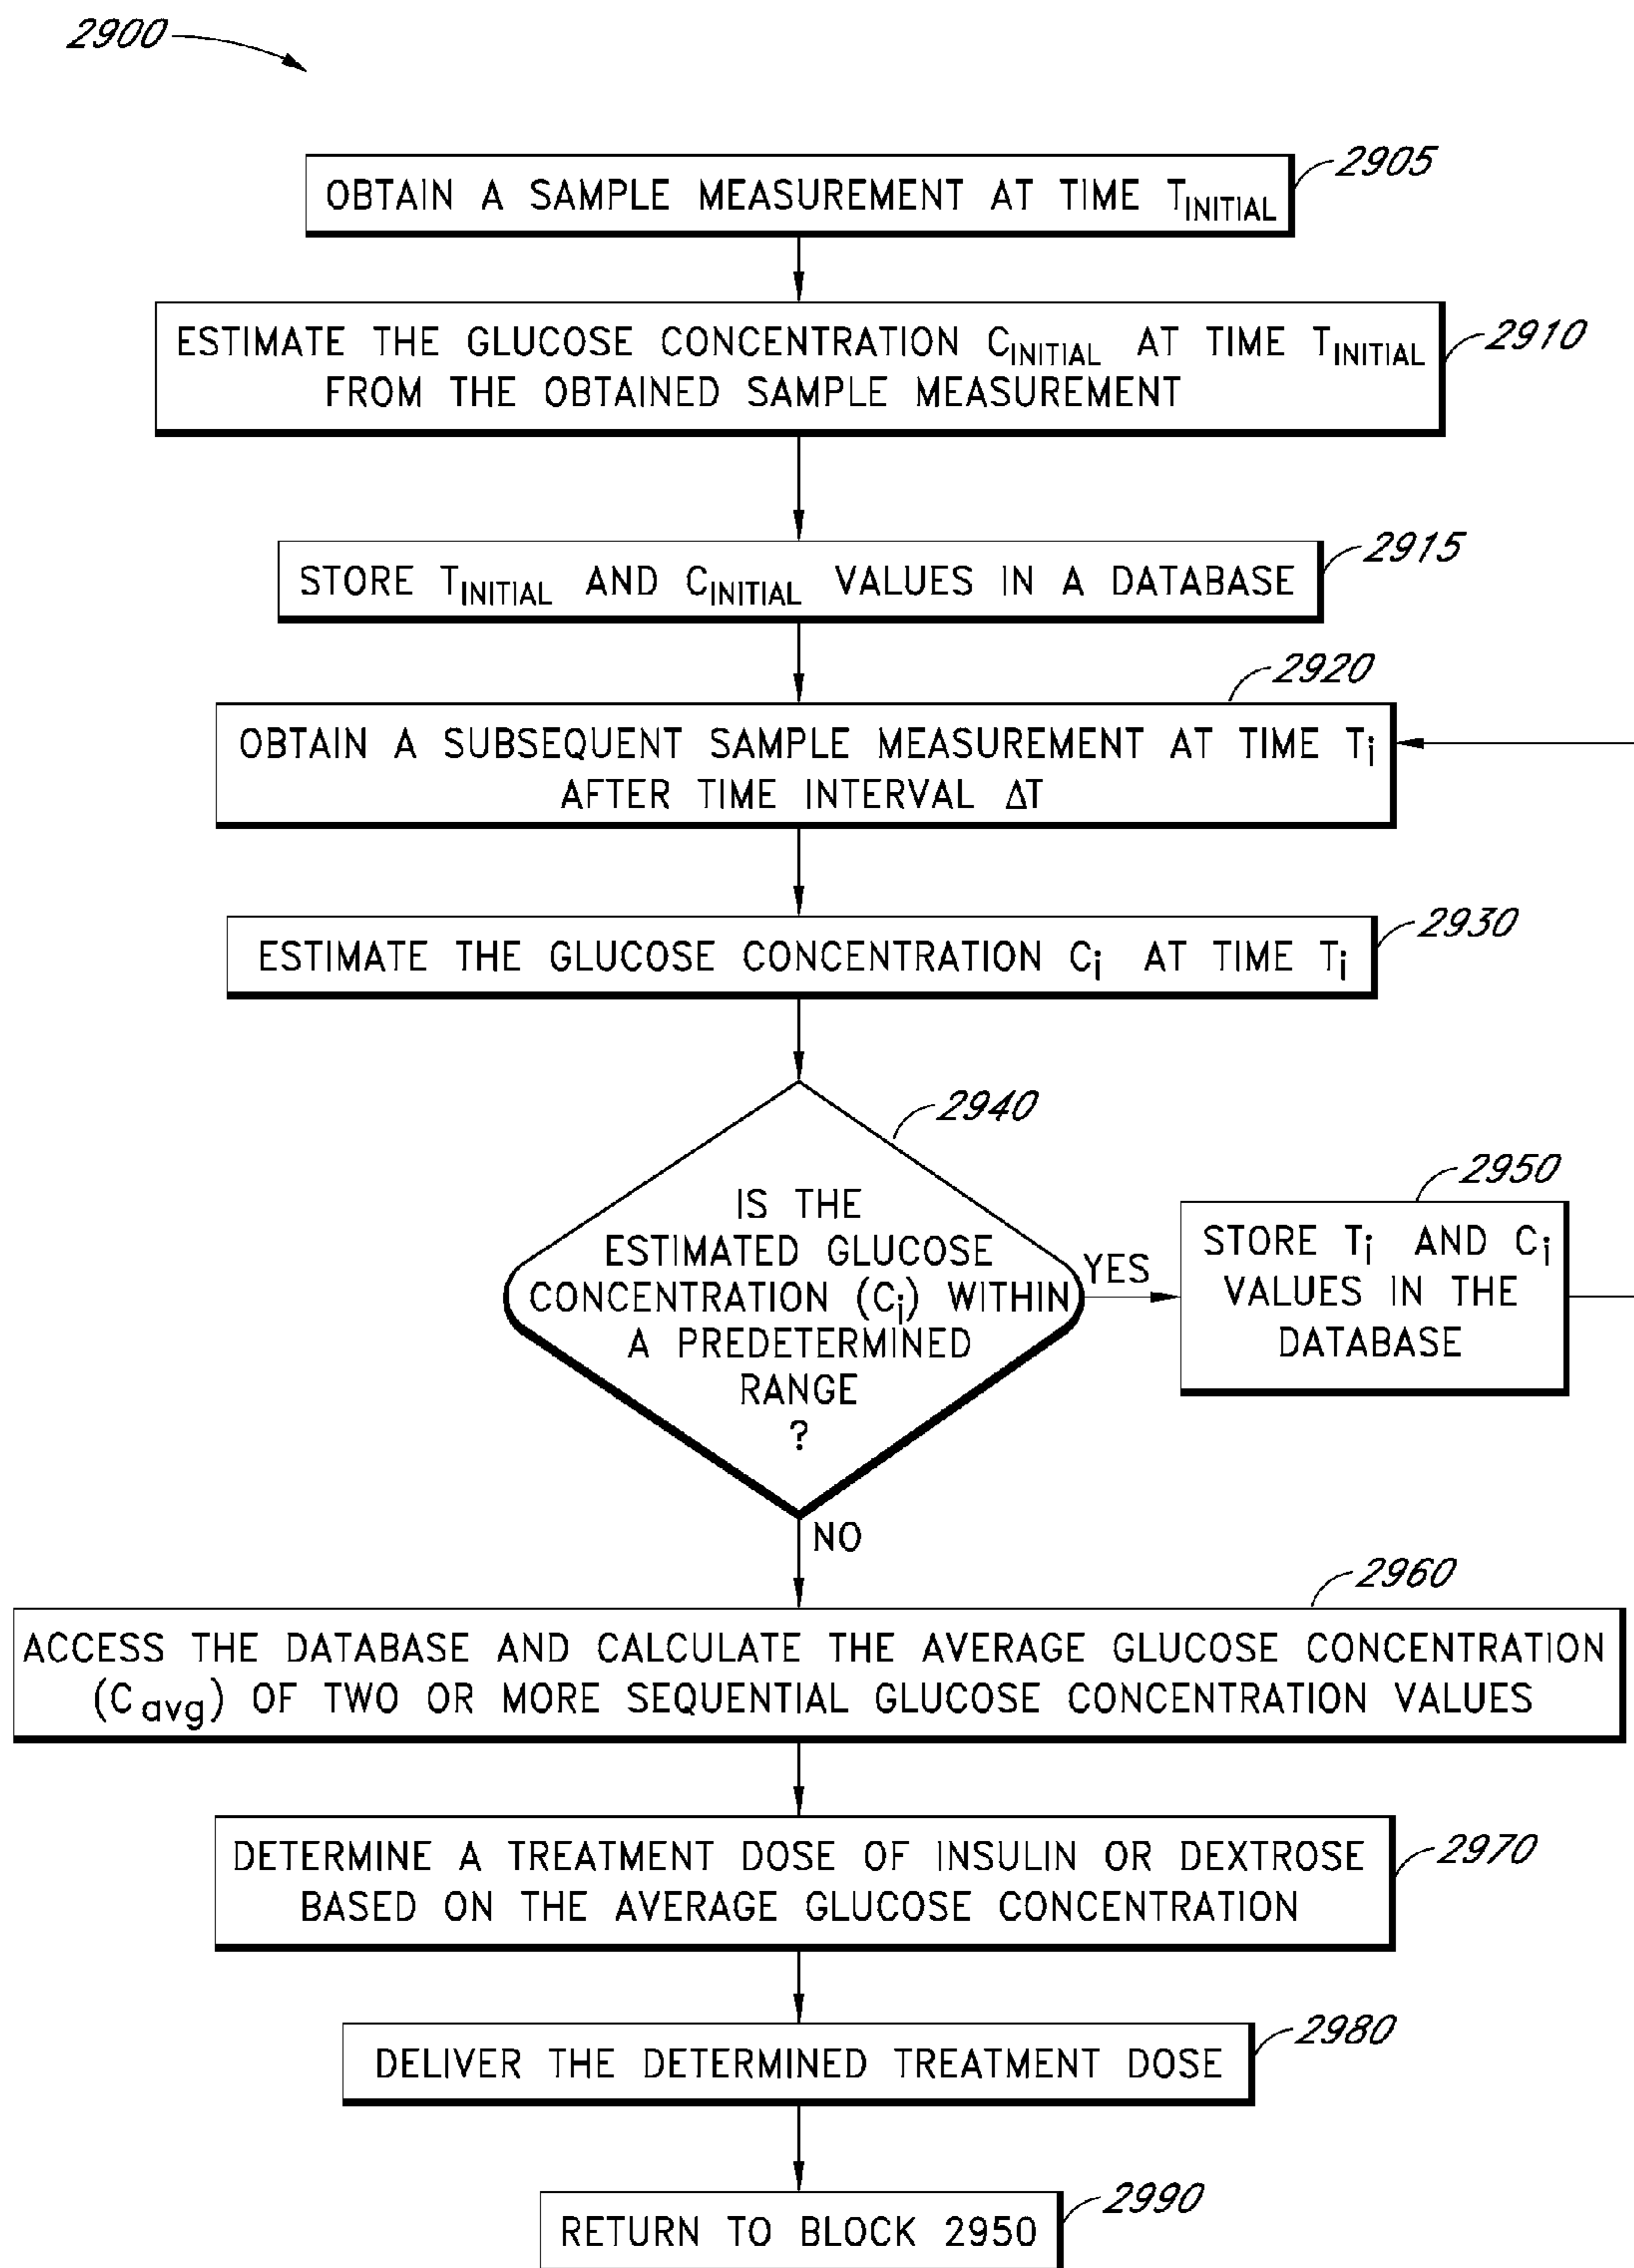 2900
2905
OBTAIN A SAMPLE MEASUREMENT AT TIME TINITIAL
2910
ESTIMATE THE GLUCOSE CONCENTRATION CINITIAL AT TIME TINITIAL
FROM THE OBTAINED SAMPLE MEASUREMENT
2915
STORE TINITIAL AND CINITIAL VALUES IN A DATABASE
2920
OBTAIN A SUBSEQUENT SAMPLE MEASUREMENT AT TIME Ti
AFTER TIME INTERVAL ΔT
2930
ESTIMATE THE GLUCOSE CONCENTRATION Ci AT TIME Ti
2940
IS THE
ESTIMATED GLUCOSE
CONCENTRATION (Ci) WITHIN
A PREDETERMINED
RANGE
?
YES
2950
STORE Ti AND Ci
VALUES IN THE
DATABASE
NO
2960
ACCESS THE DATABASE AND CALCULATE THE AVERAGE GLUCOSE CONCENTRATION
(Cavg) OF TWO OR MORE SEQUENTIAL GLUCOSE CONCENTRATION VALUES
2970
DETERMINE A TREATMENT DOSE OF INSULIN OR DEXTROSE
BASED ON THE AVERAGE GLUCOSE CONCENTRATION
2980
DELIVER THE DETERMINED TREATMENT DOSE
2990
RETURN TO BLOCK 2950